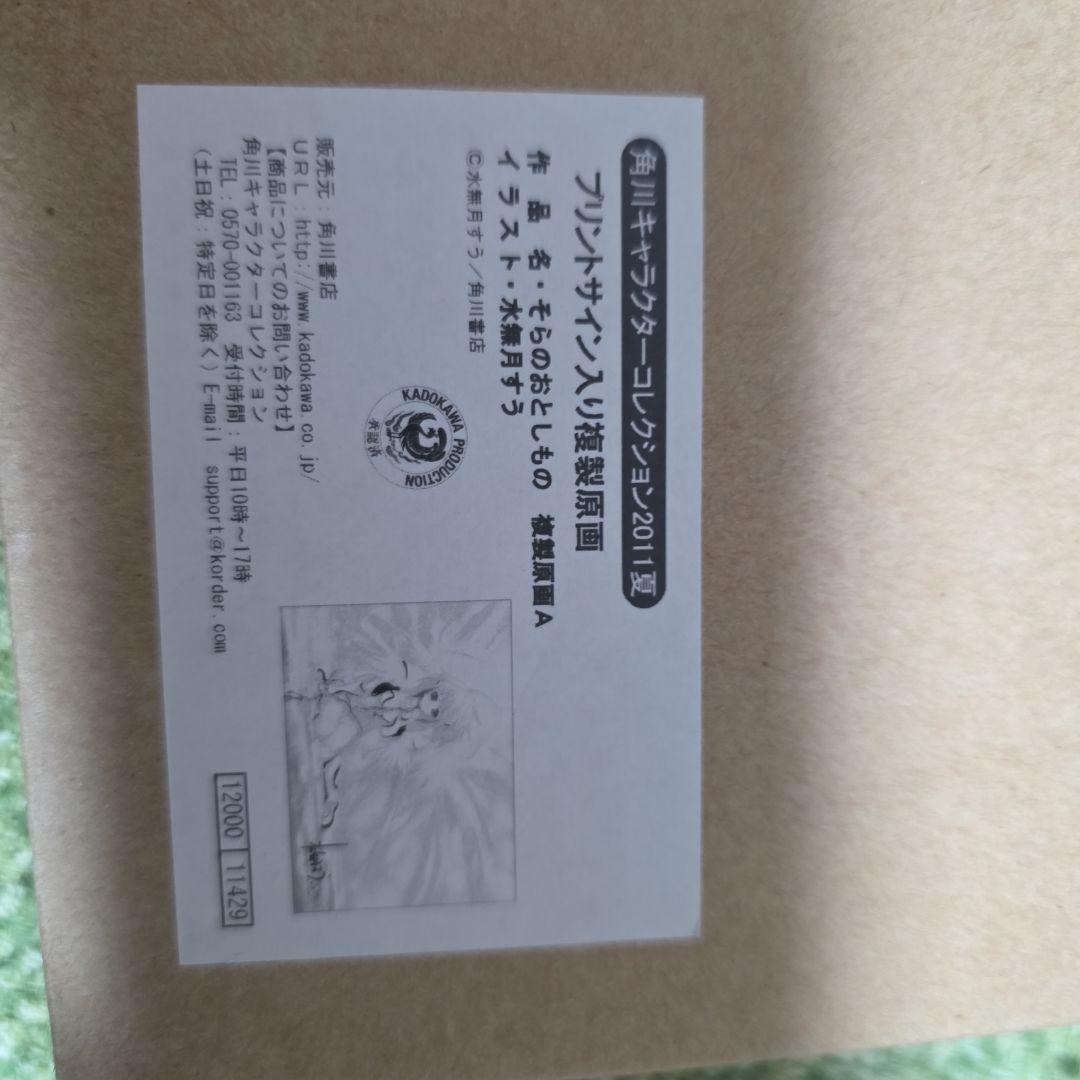 角川キャラクターコレクション2011夏
プリントサイン入り複製原画
作品名・そらのおとしもの　複製原画A
イラスト・水無月すう
©水無月すう／角川書店
KADOKAWA PRODUCTION
承認済
販売元：角川書店
URL：http://www.kadokawa.co.jp/
【商品についてのお問い合わせ】
角川キャラクターコレクション
TEL：0570-001163　受付時間：平日10時～17時
（土日祝：特定日を除く）E-mail support@korder.com
12000 11429